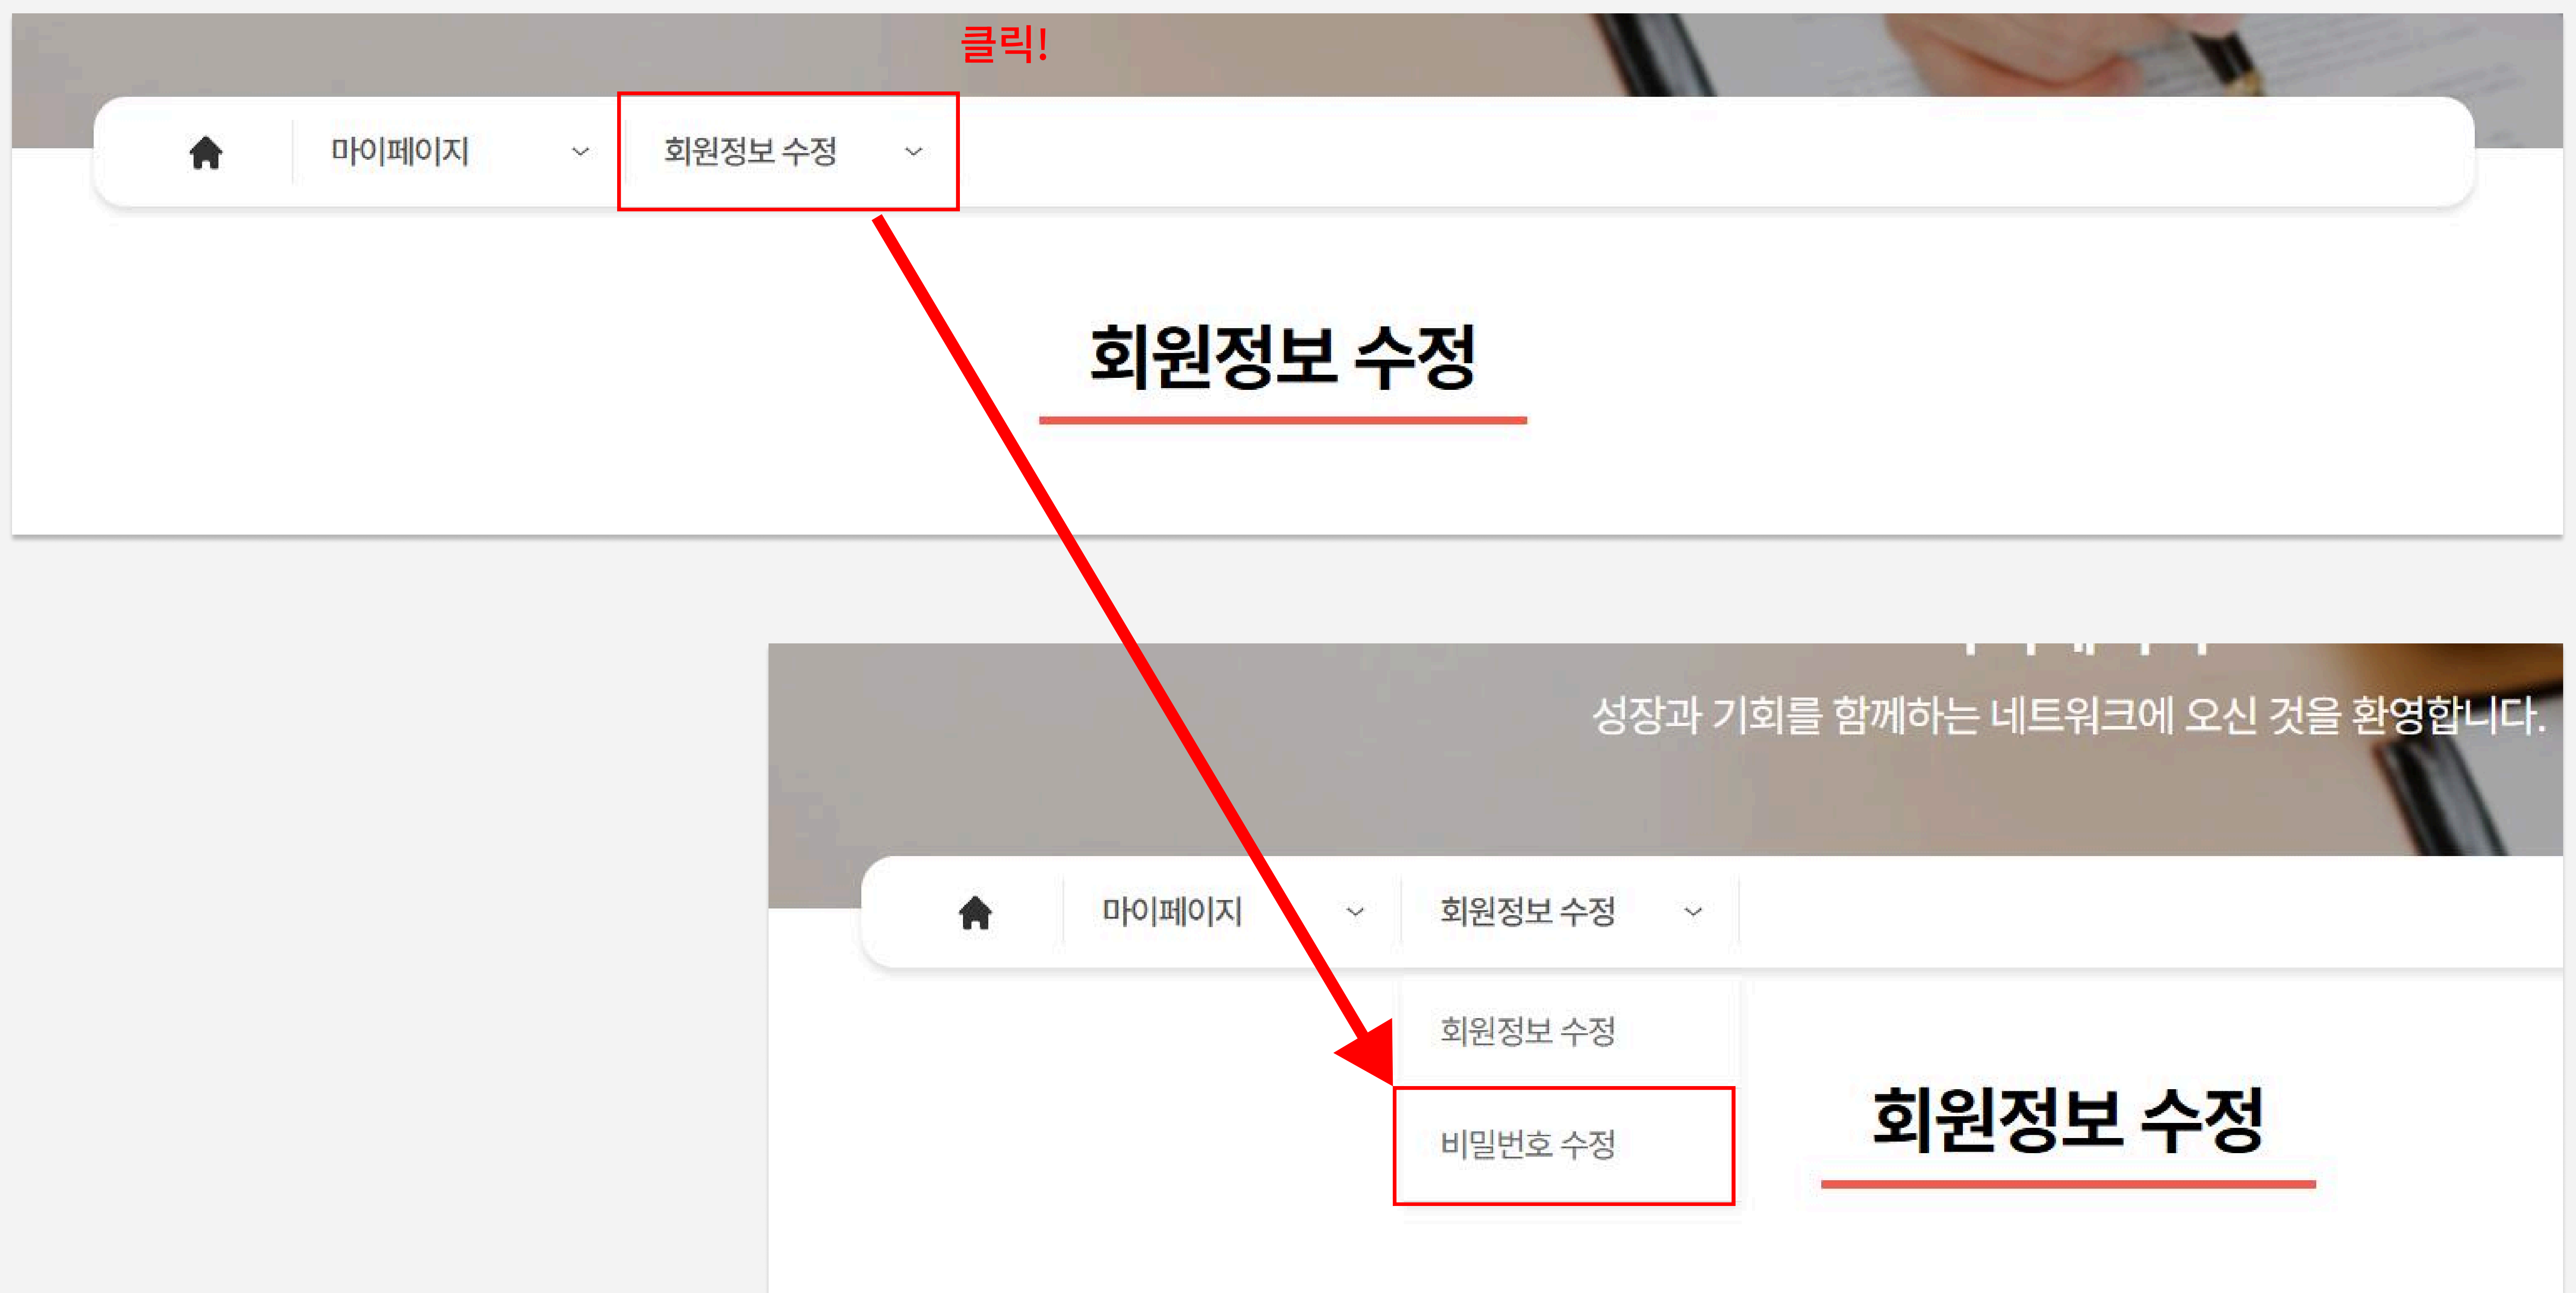 클릭!
마이페이지
회원정보 수정
회원정보 수정
성장과 기회를 함께하는 네트워크에 오신 것을 환영합니다.
마이페이지
회원정보 수정
회원정보 수정
비밀번호 수정
회원정보 수정